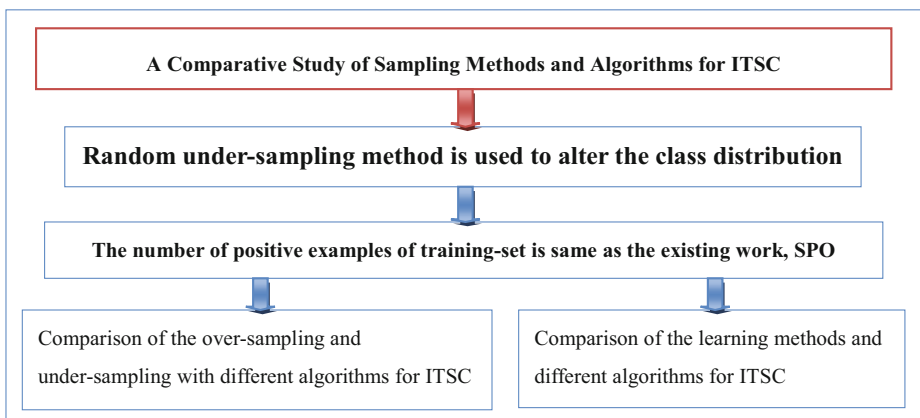 A Comparative Study of Sampling Methods and Algorithms for ITSC
Random under-sampling method is used to alter the class distribution
The number of positive examples of training-set is same as the existing work, SPO
Comparison of the over-sampling and
under-sampling with different algorithms for ITSC
Comparison of the learning methods and
different algorithms for ITSC